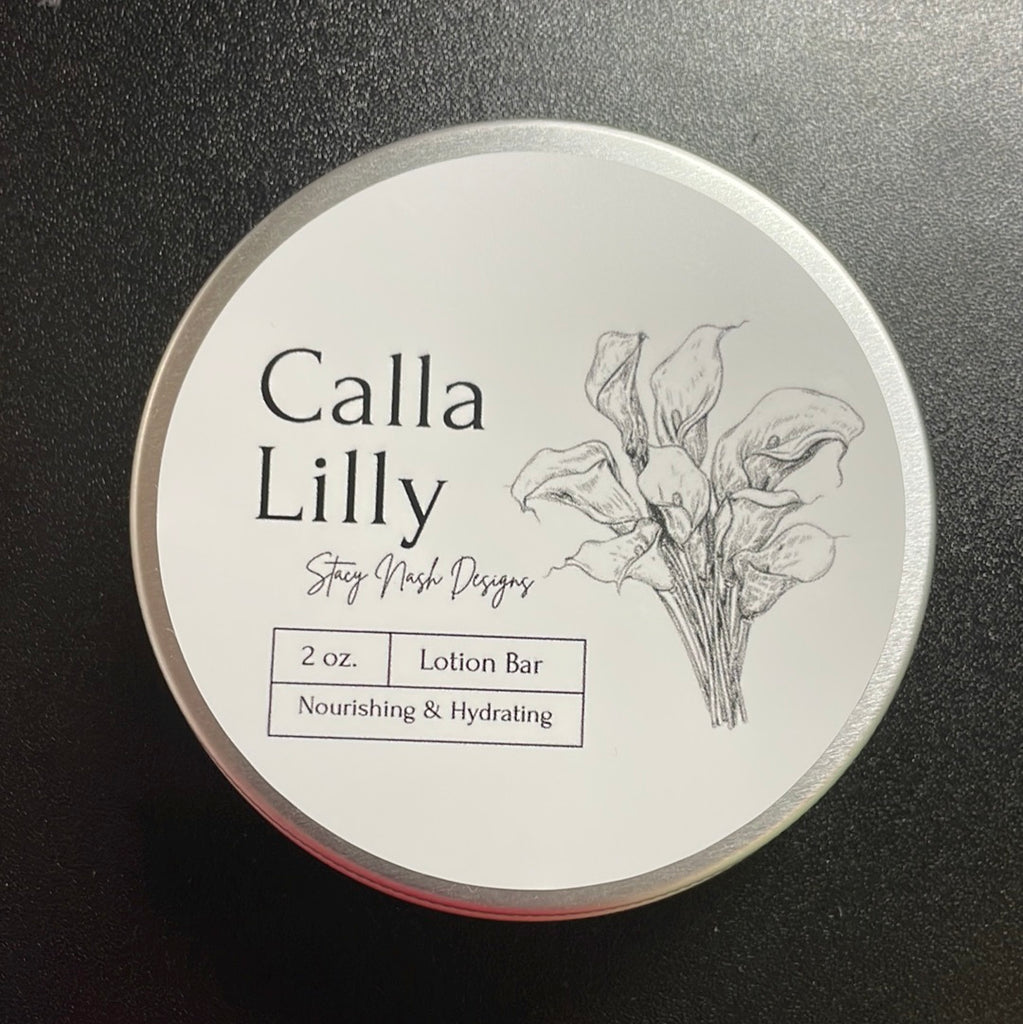 Calla
Lilly
Stacy Nash Designs
2 oz. Lotion Bar
Nourishing & Hydrating